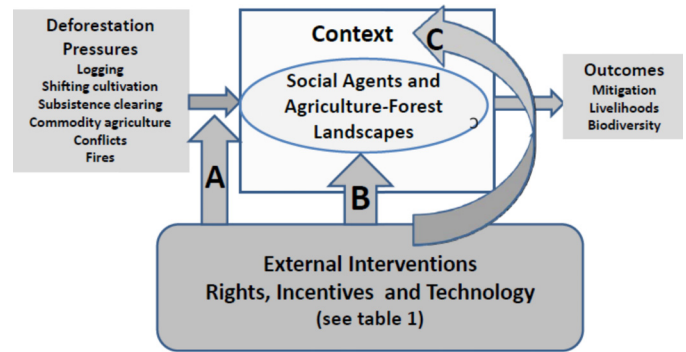 Deforestation
Pressures
Logging
Shifting cultivation
Subsistence clearing
Commodity agriculture
Conflicts
Fires
A
Context
C
Social Agents and
Agriculture-Forest
Landscapes
B
Outcomes
Mitigation
Livelihoods
Biodiversity
External Interventions
Rights, Incentives and Technology
(see table 1)